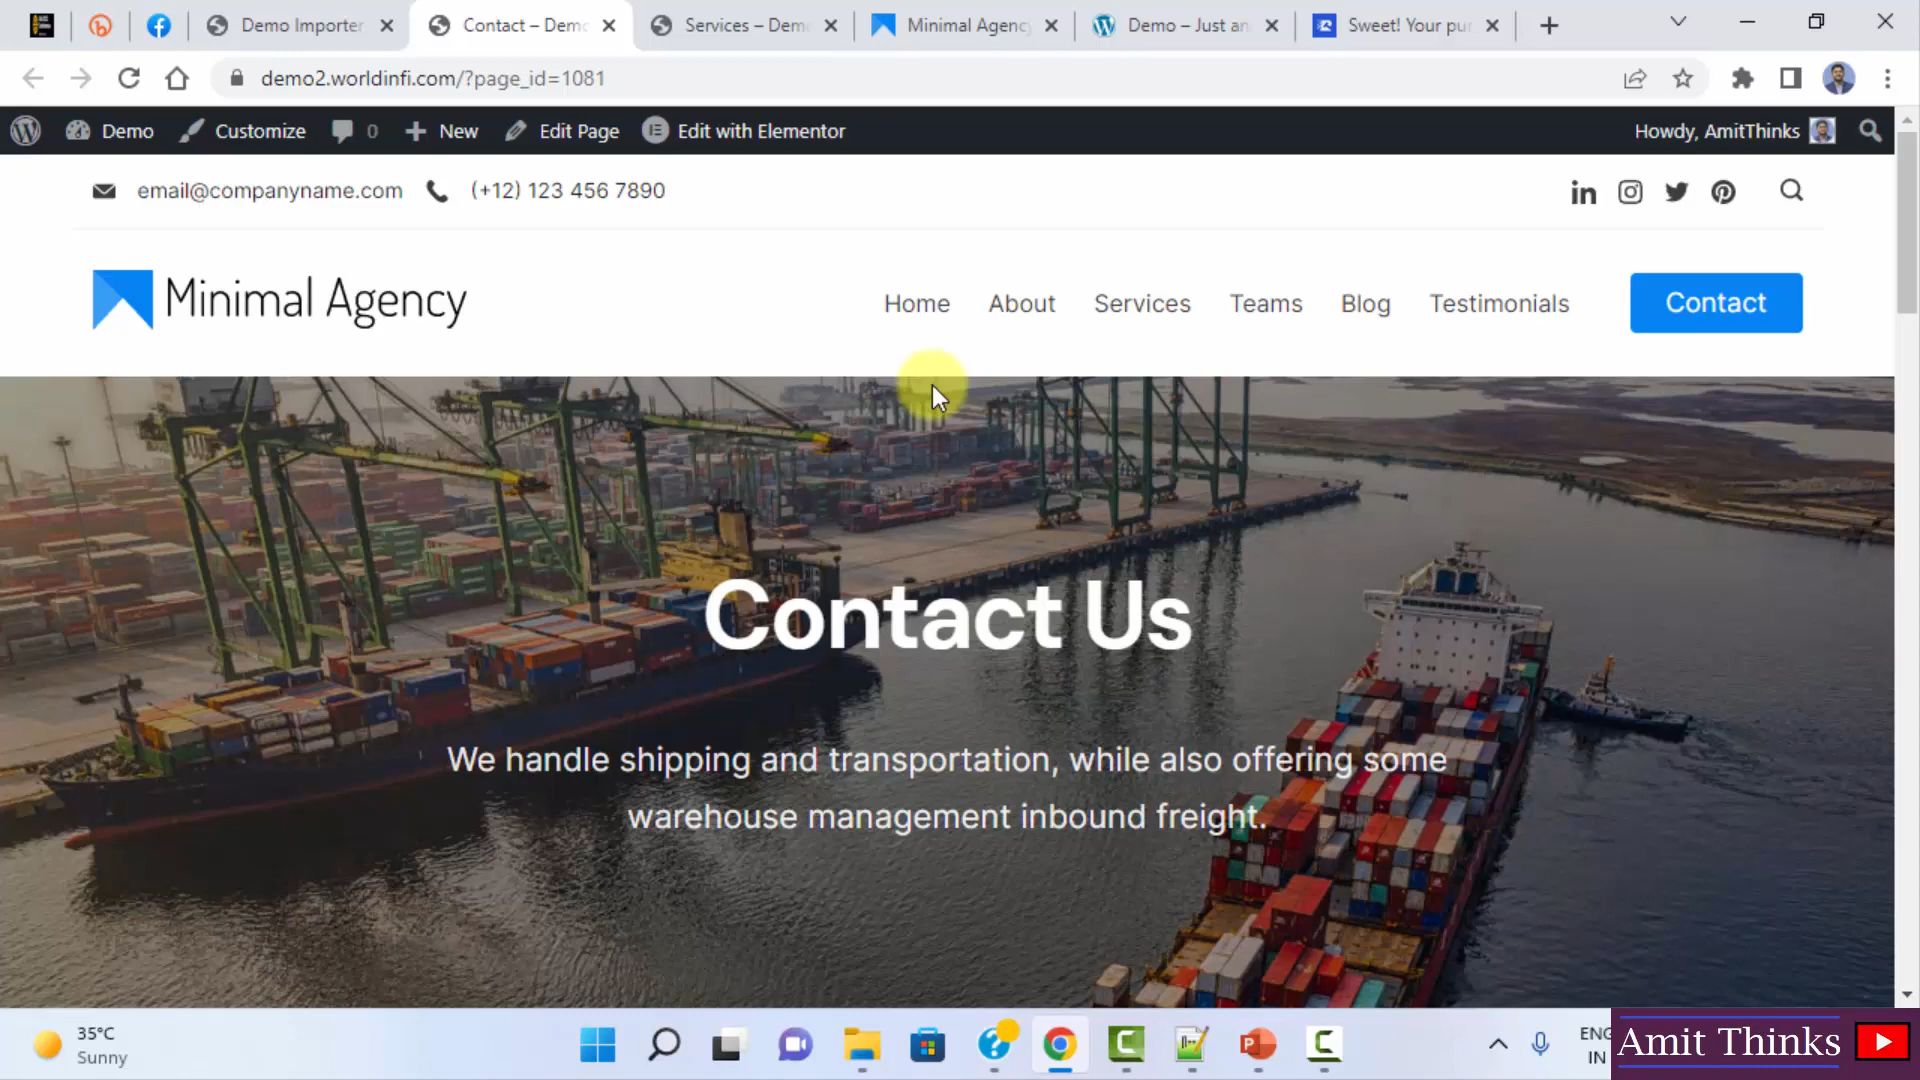 Demo Importer
Contact – Demo
Services – Dem
Minimal Agency
Demo – Just an
Sweet! Your pur
demo2.worldinfi.com/?page_id=1081
Demo
Customize
0
New
Edit Page
Edit with Elementor
Howdy, AmitThinks
email@companyname.com
(+12) 123 456 7890
Minimal Agency
Home
About
Services
Teams
Blog
Testimonials
Contact
Contact Us
We handle shipping and transportation, while also offering some
warehouse management inbound freight.
35°C
Sunny
ENG
IN
Amit Thinks